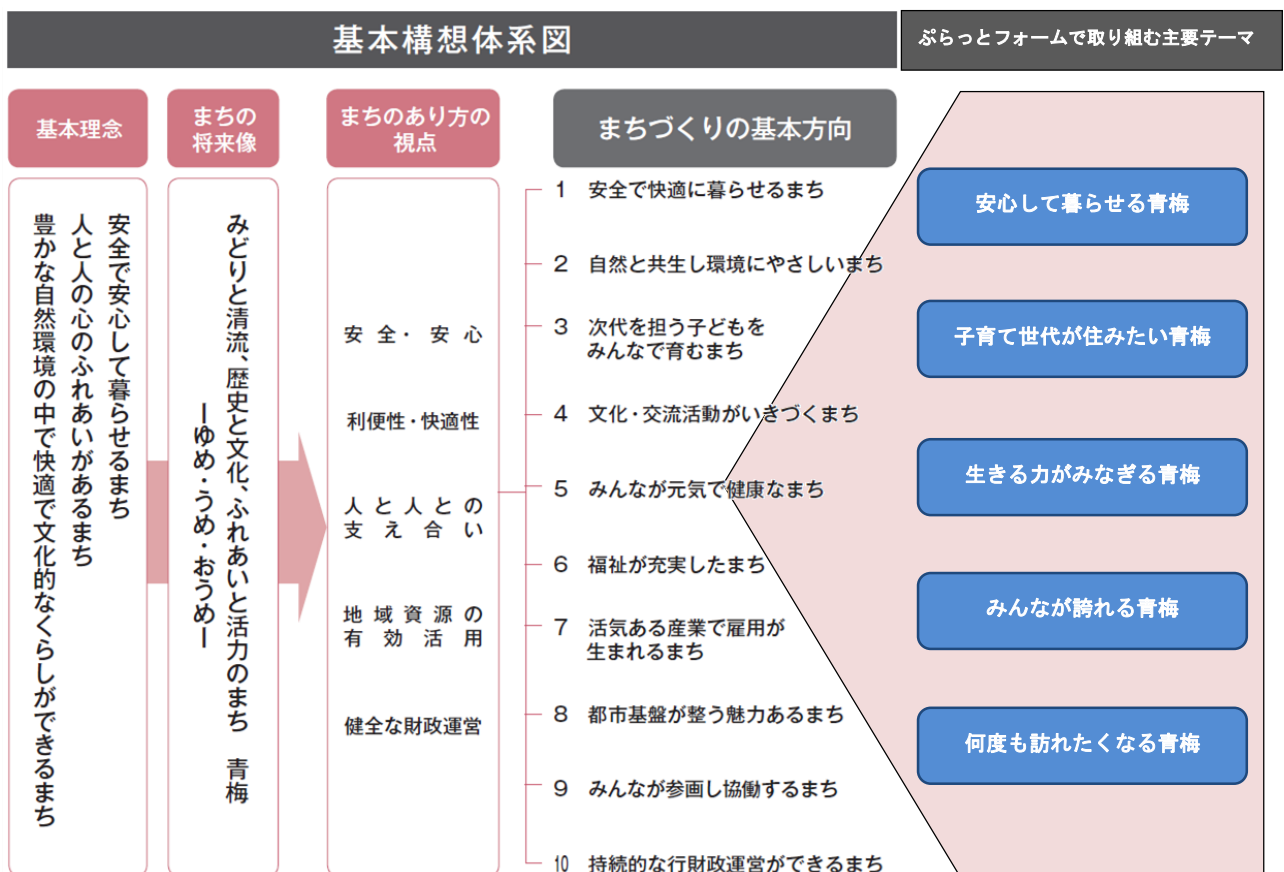 基本構想体系図
ぷらっとフォームで取り組む主要テーマ
基本理念
まちの
将来像
まちのあり方の
視点
まちづくりの基本方向
安全で安心して暮らせるまち
人と人の心のふれあいがあるまち
豊かな自然環境の中で快適で文化的なくらしができるまち
みどりと清流、歴史と文化、ふれあいと活力のまち　青梅
ーゆめ・うめ・おうめー
安全・安心
利便性・快適性
人と人との
支え合い
地域資源の
有効活用
健全な財政運営
1 安全で快適に暮らせるまち
2 自然と共生し環境にやさしいまち
3 次代を担う子どもを
みんなで育むまち
4 文化・交流活動がいきづくまち
5 みんなが元気で健康なまち
6 福祉が充実したまち
7 活気ある産業で雇用が
生まれるまち
8 都市基盤が整う魅力あるまち
9 みんなが参画し協働するまち
10 持続的な行財政運営ができるまち
安心して暮らせる青梅
子育て世代が住みたい青梅
生きる力がみなぎる青梅
みんなが誇れる青梅
何度も訪れたくなる青梅